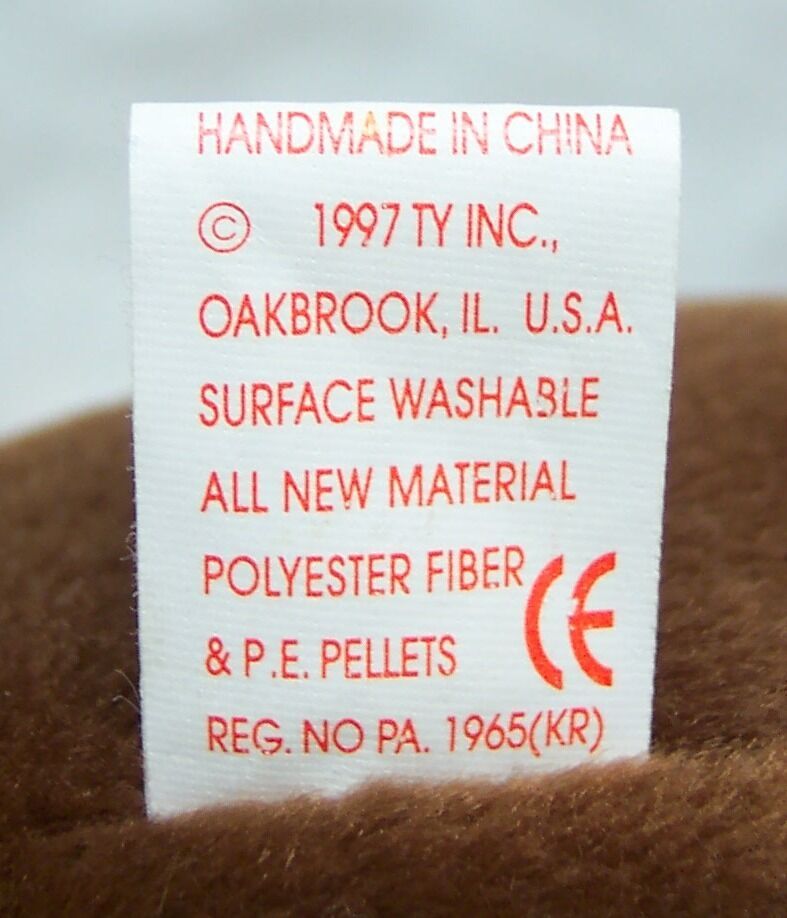 HANDMADE IN CHINA
© 1997 TY INC.,
OAKBROOK, IL. U.S.A.
SURFACE WASHABLE
ALL NEW MATERIAL
POLYESTER FIBER
& P.E. PELLETS
CE
REG. NO PA. 1965(KR)